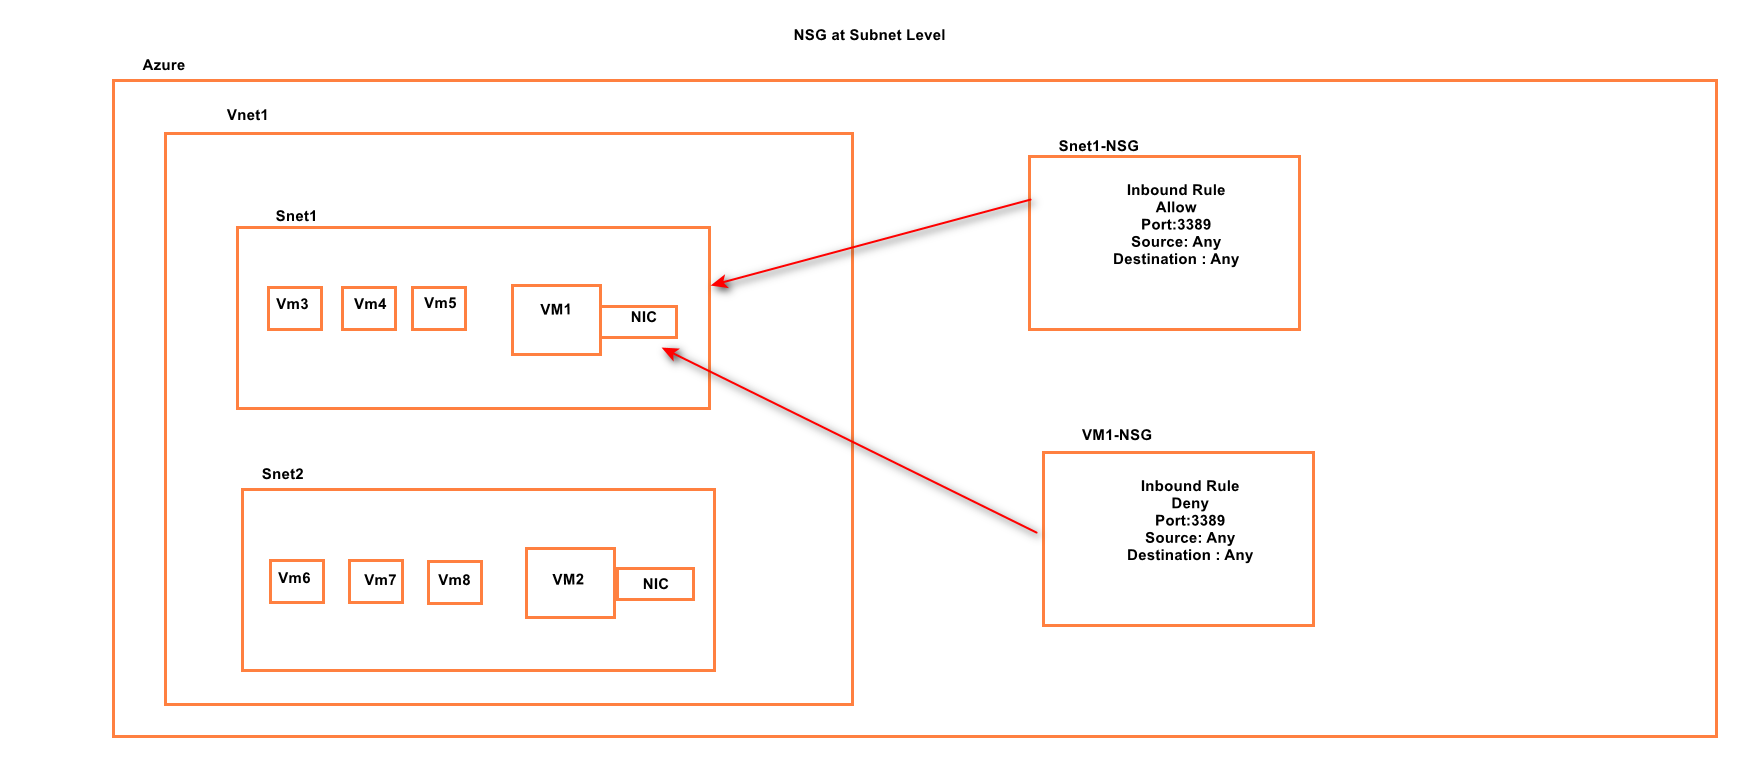 NSG at Subnet Level
Azure
Vnet1
Snet1-NSG
Inbound Rule
Allow
Port:3389
Source: Any
Destination : Any
Snet1
Vm3
Vm4
Vm5
VM1
NIC
VM1-NSG
Inbound Rule
Deny
Port:3389
Source: Any
Destination : Any
Snet2
Vm6
Vm7
Vm8
VM2
NIC